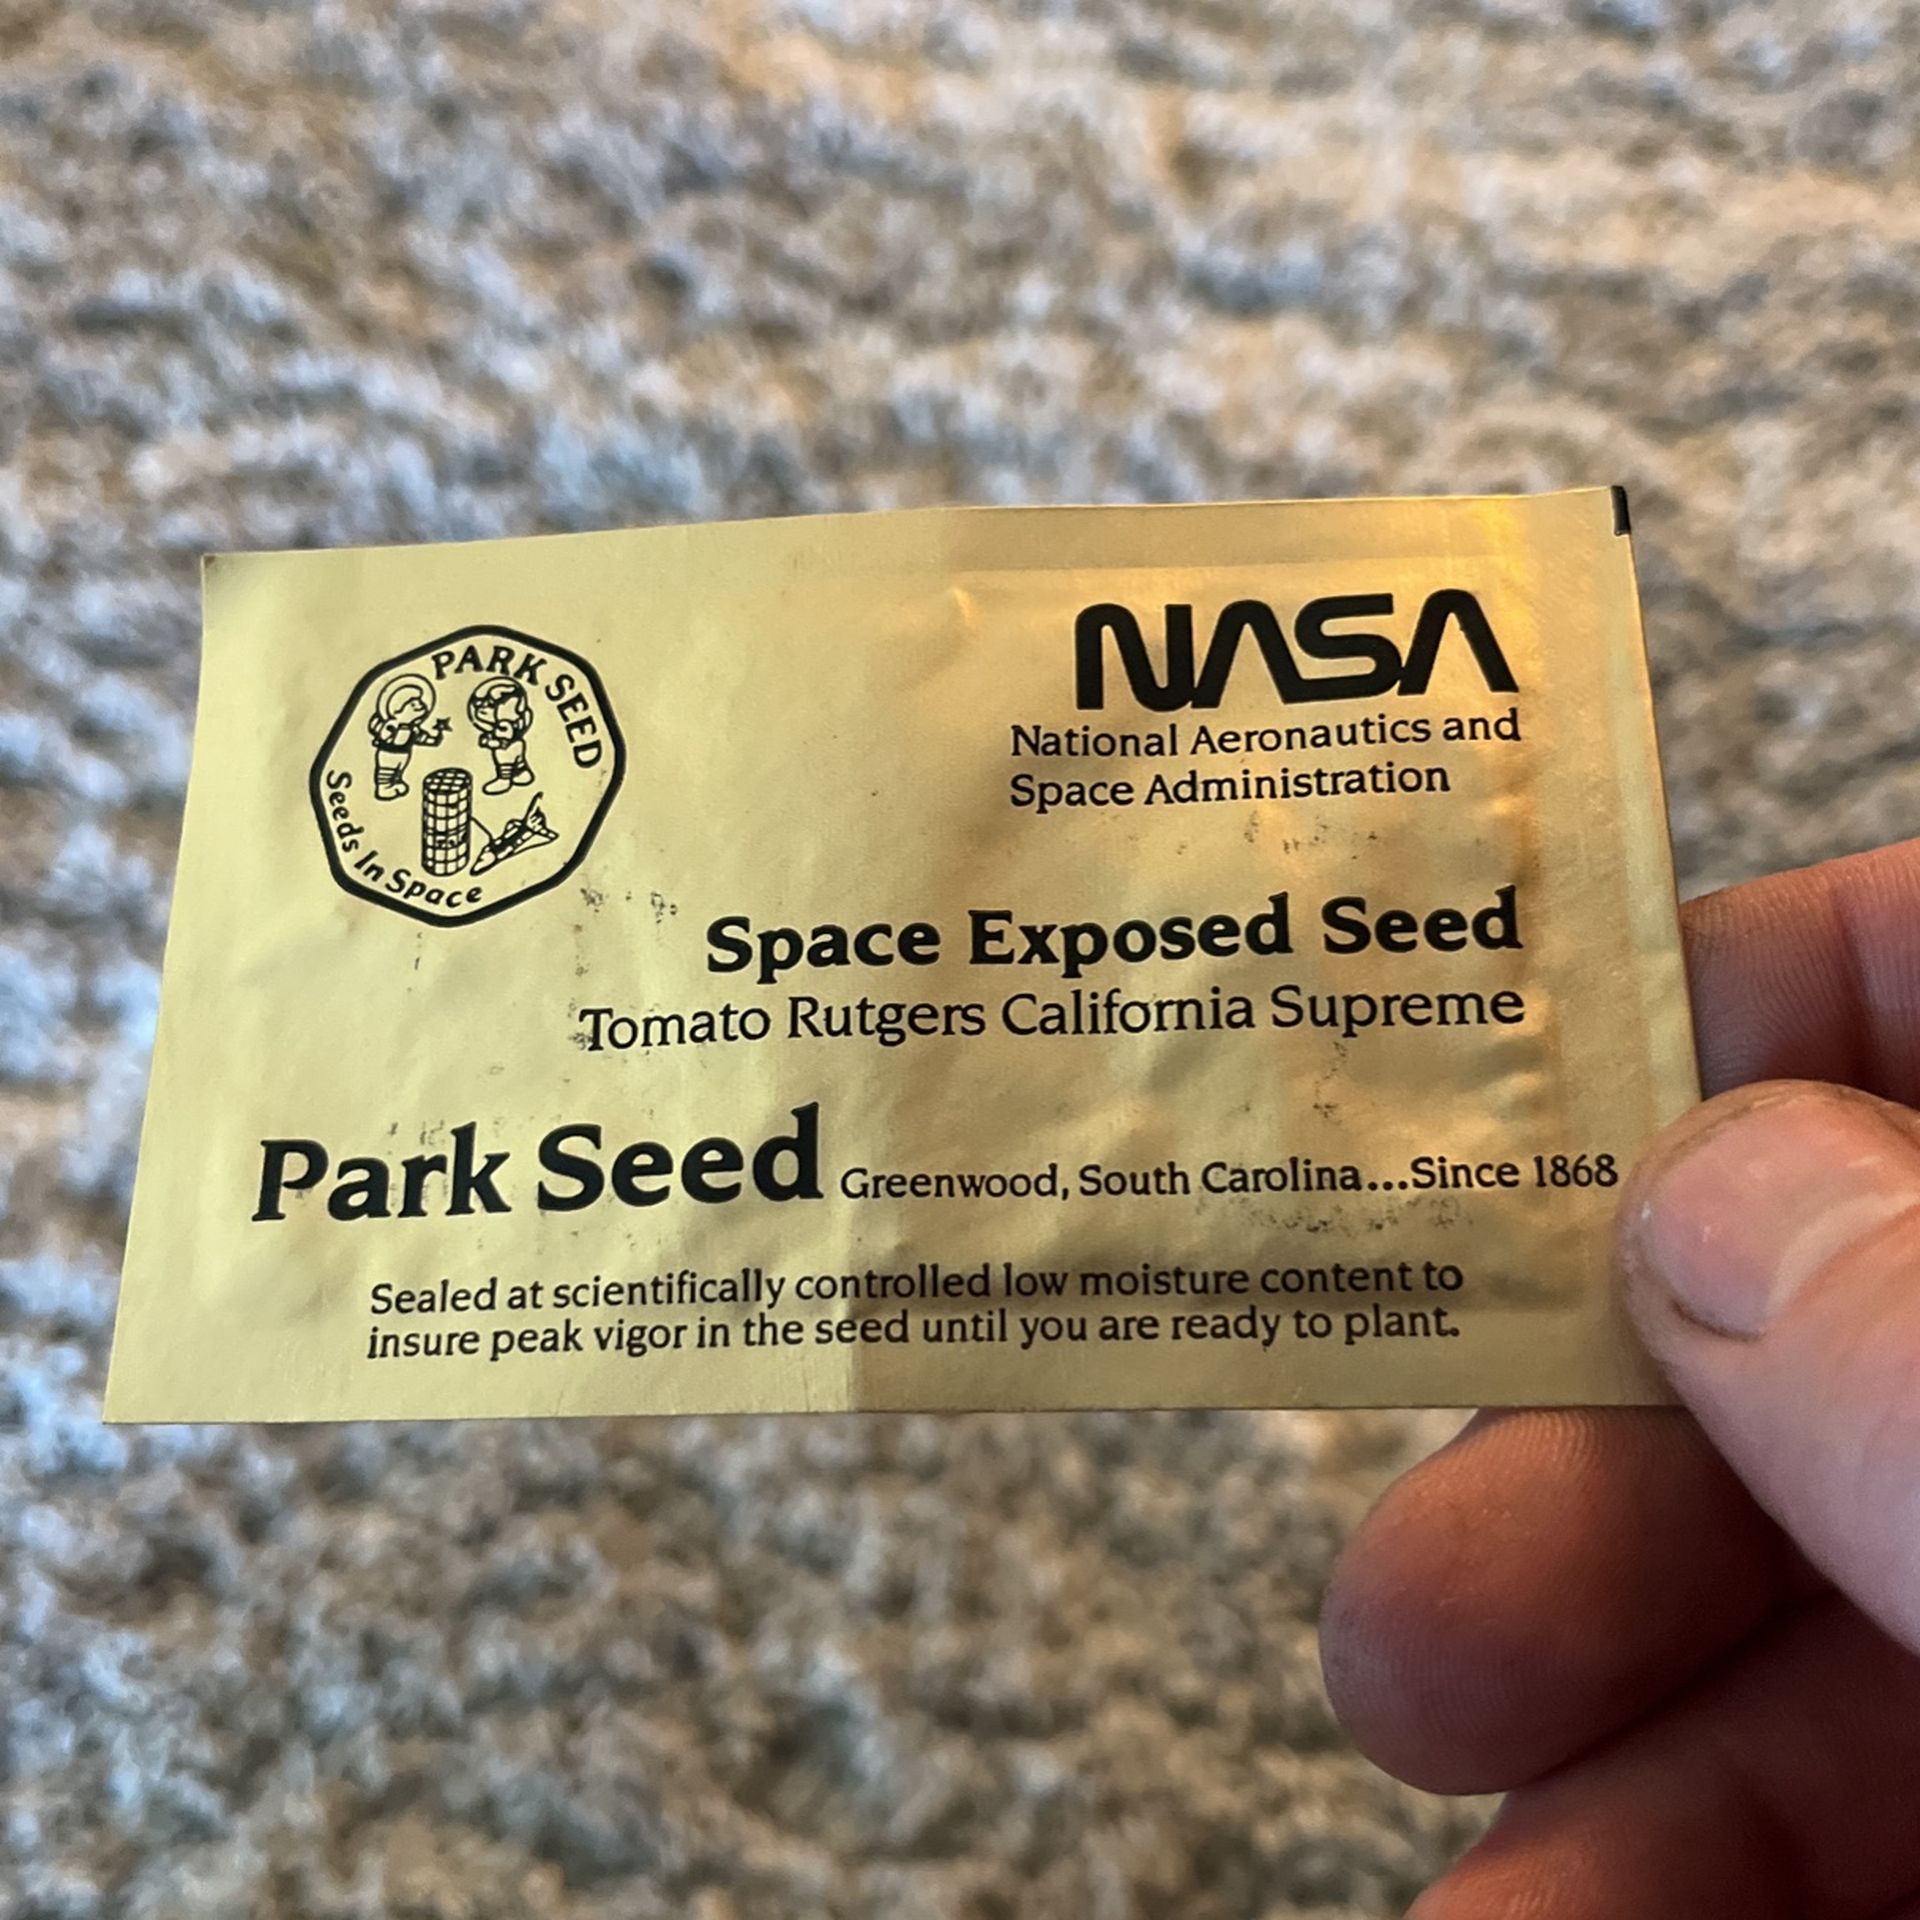 PARK SEED
Seeds In Space
NASA
National Aeronautics and
Space Administration
Space Exposed Seed
Tomato Rutgers California Supreme
Park Seed Greenwood, South Carolina...Since 1868
Sealed at scientifically controlled low moisture content to
insure peak vigor in the seed until you are ready to plant.